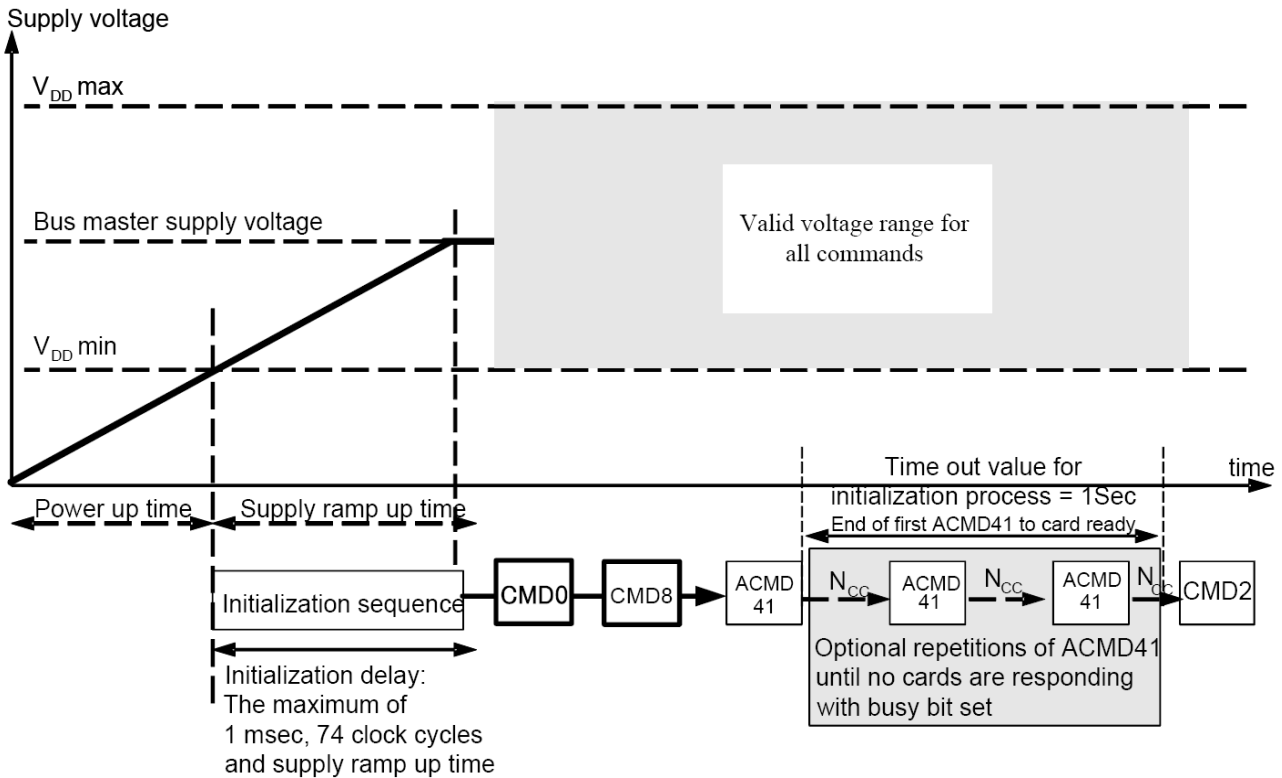 Supply voltage
V_DD max
Bus master supply voltage
Valid voltage range for
all commands
V_DD min
Time out value for
time
Power up time
Supply ramp up time
initialization process = 1Sec
End of first ACMD41 to card ready
Initialization sequence
CMD0
CMD8
ACMD
41
N_CC
ACMD
41
N_CC
ACMD
41
N_CC
CMD2
Optional repetitions of ACMD41
until no cards are responding
with busy bit set
Initialization delay:
The maximum of
1 msec, 74 clock cycles
and supply ramp up time